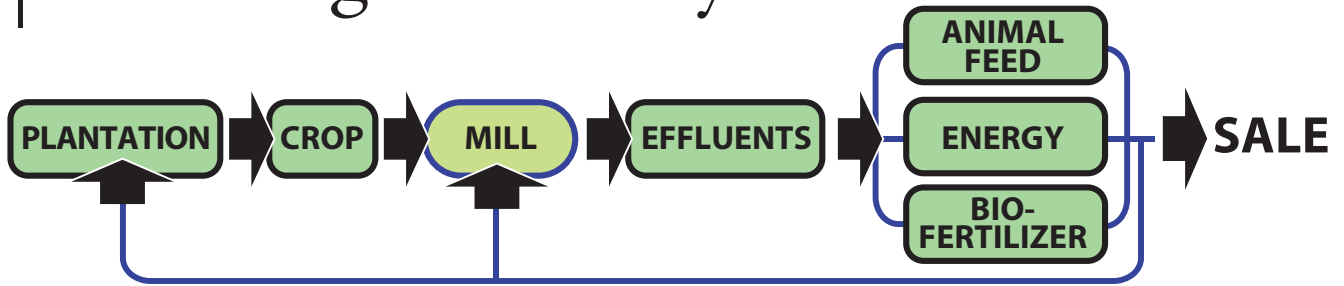 PLANTATION
CROP
MILL
EFFLUENTS
ANIMAL
FEED
ENERGY
BIO-
FERTILIZER
SALE